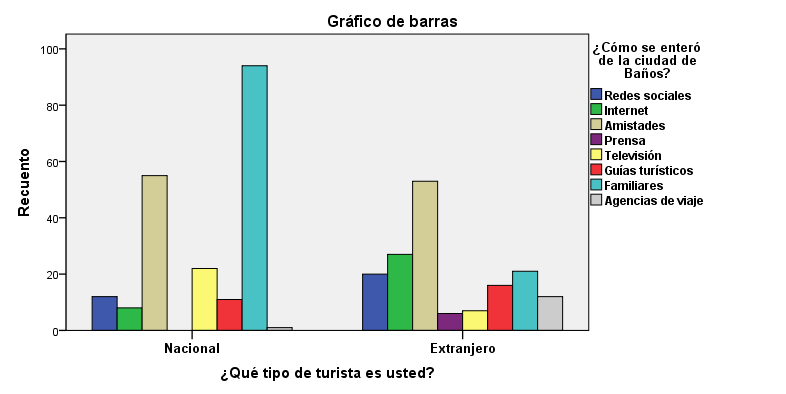 Gráfico de barras
Recuento
100
80
60
40
20
0
Nacional
Extranjero
¿Qué tipo de turista es usted?
¿Cómo se enteró
de la ciudad de
Baños?
Redes sociales
Internet
Amistades
Prensa
Televisión
Guías turísticos
Familiares
Agencias de viaje